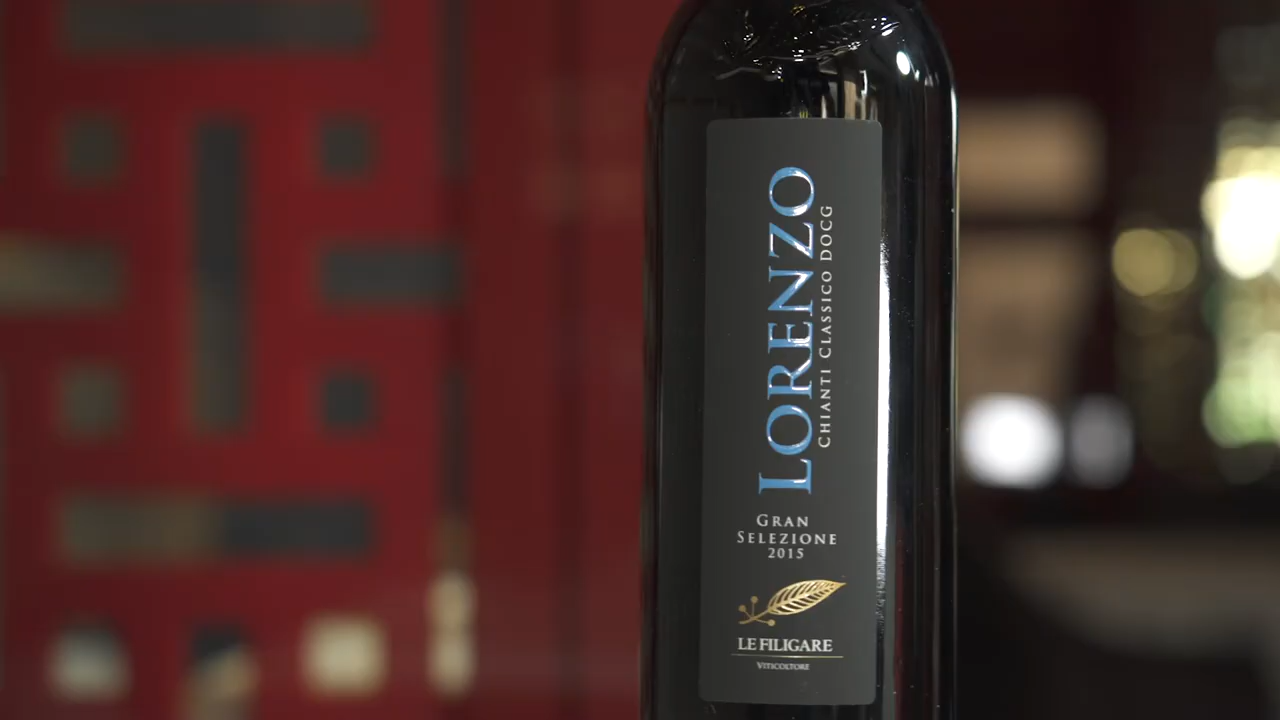 LORENZO
CHIANTI CLASSICO DOCG
GRAN
SELEZIONE
2015
LE FILIGARE
VITICOLTORE